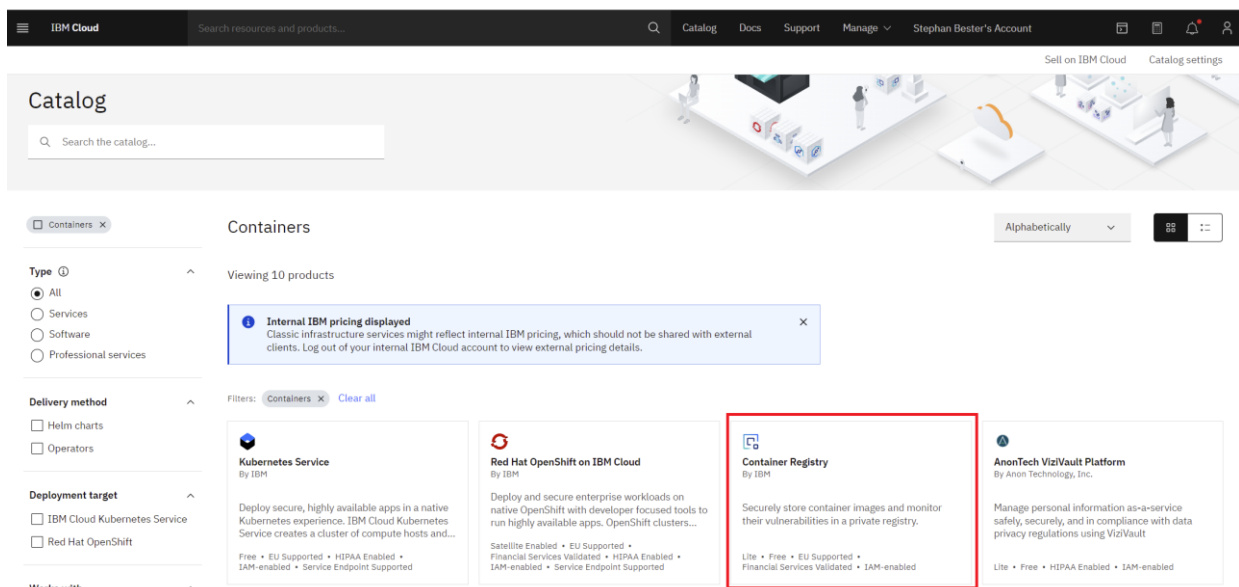 IBM Cloud
Search resources and products...
Catalog
Docs
Support
Manage
Stephan Bester's Account
Sell on IBM Cloud
Catalog settings
Catalog
Search the catalog...
Containers
Containers
Alphabetically
Type
All
Services
Software
Professional services
Viewing 10 products
Internal IBM pricing displayed
Classic infrastructure services might reflect internal IBM pricing, which should not be shared with external
clients. Log out of your internal IBM Cloud account to view external pricing details.
Delivery method
Helm charts
Operators
Deployment target
IBM Cloud Kubernetes Service
Red Hat OpenShift
Filters: Containers Clear all
Kubernetes Service
By IBM
Deploy secure, highly available apps in a native
Kubernetes experience. IBM Cloud Kubernetes
Service creates a cluster of compute hosts and...
Free • EU Supported • HIPAA Enabled •
IAM-enabled • Service Endpoint Supported
Red Hat OpenShift on IBM Cloud
By IBM
Deploy and secure enterprise workloads on
native OpenShift with developer focused tools to
run highly available apps. OpenShift clusters...
Satellite Enabled • EU Supported •
Financial Services Validated • HIPAA Enabled •
IAM-enabled • Service Endpoint Supported
Container Registry
By IBM
Securely store container images and monitor
their vulnerabilities in a private registry.
Lite • Free • EU Supported •
Financial Services Validated • IAM-enabled
AnonTech ViziVault Platform
By Anon Technology, Inc.
Manage personal information as-a-service
safely, securely, and in compliance with data
privacy regulations using ViziVault
Lite • Free • HIPAA Enabled • IAM-enabled